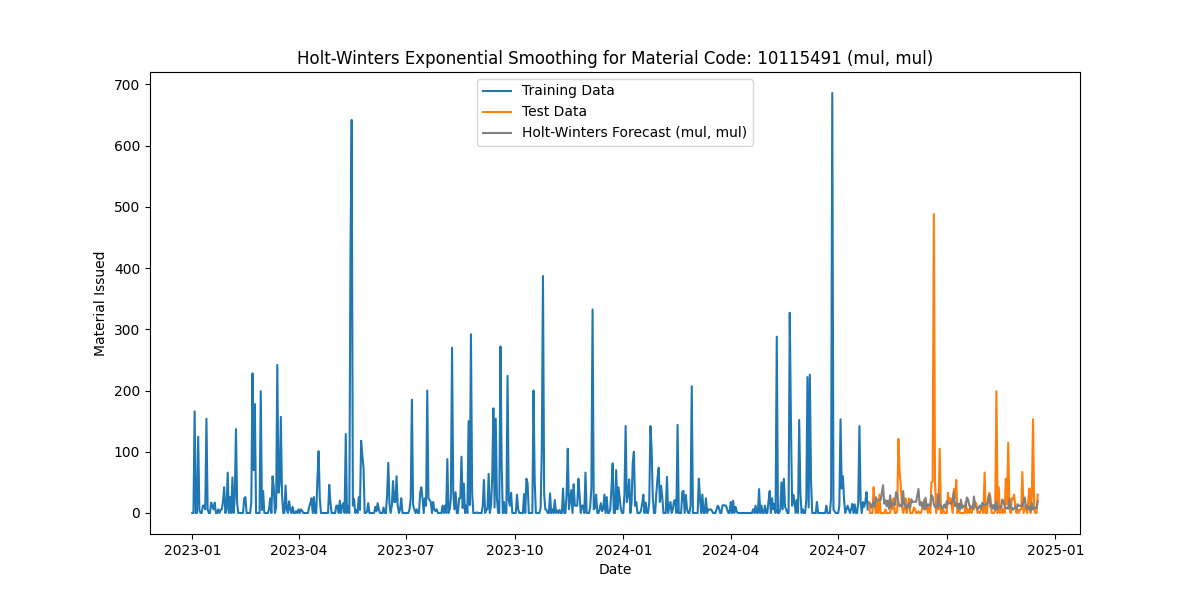 Holt-Winters Exponential Smoothing for Material Code: 10115491 (mul, mul)
Training Data
Test Data
Holt-Winters Forecast (mul, mul)
Material Issued
700
600
500
400
300
200
100
0
2023-01 2023-04 2023-07 2023-10 2024-01 2024-04 2024-07 2024-10 2025-01
Date